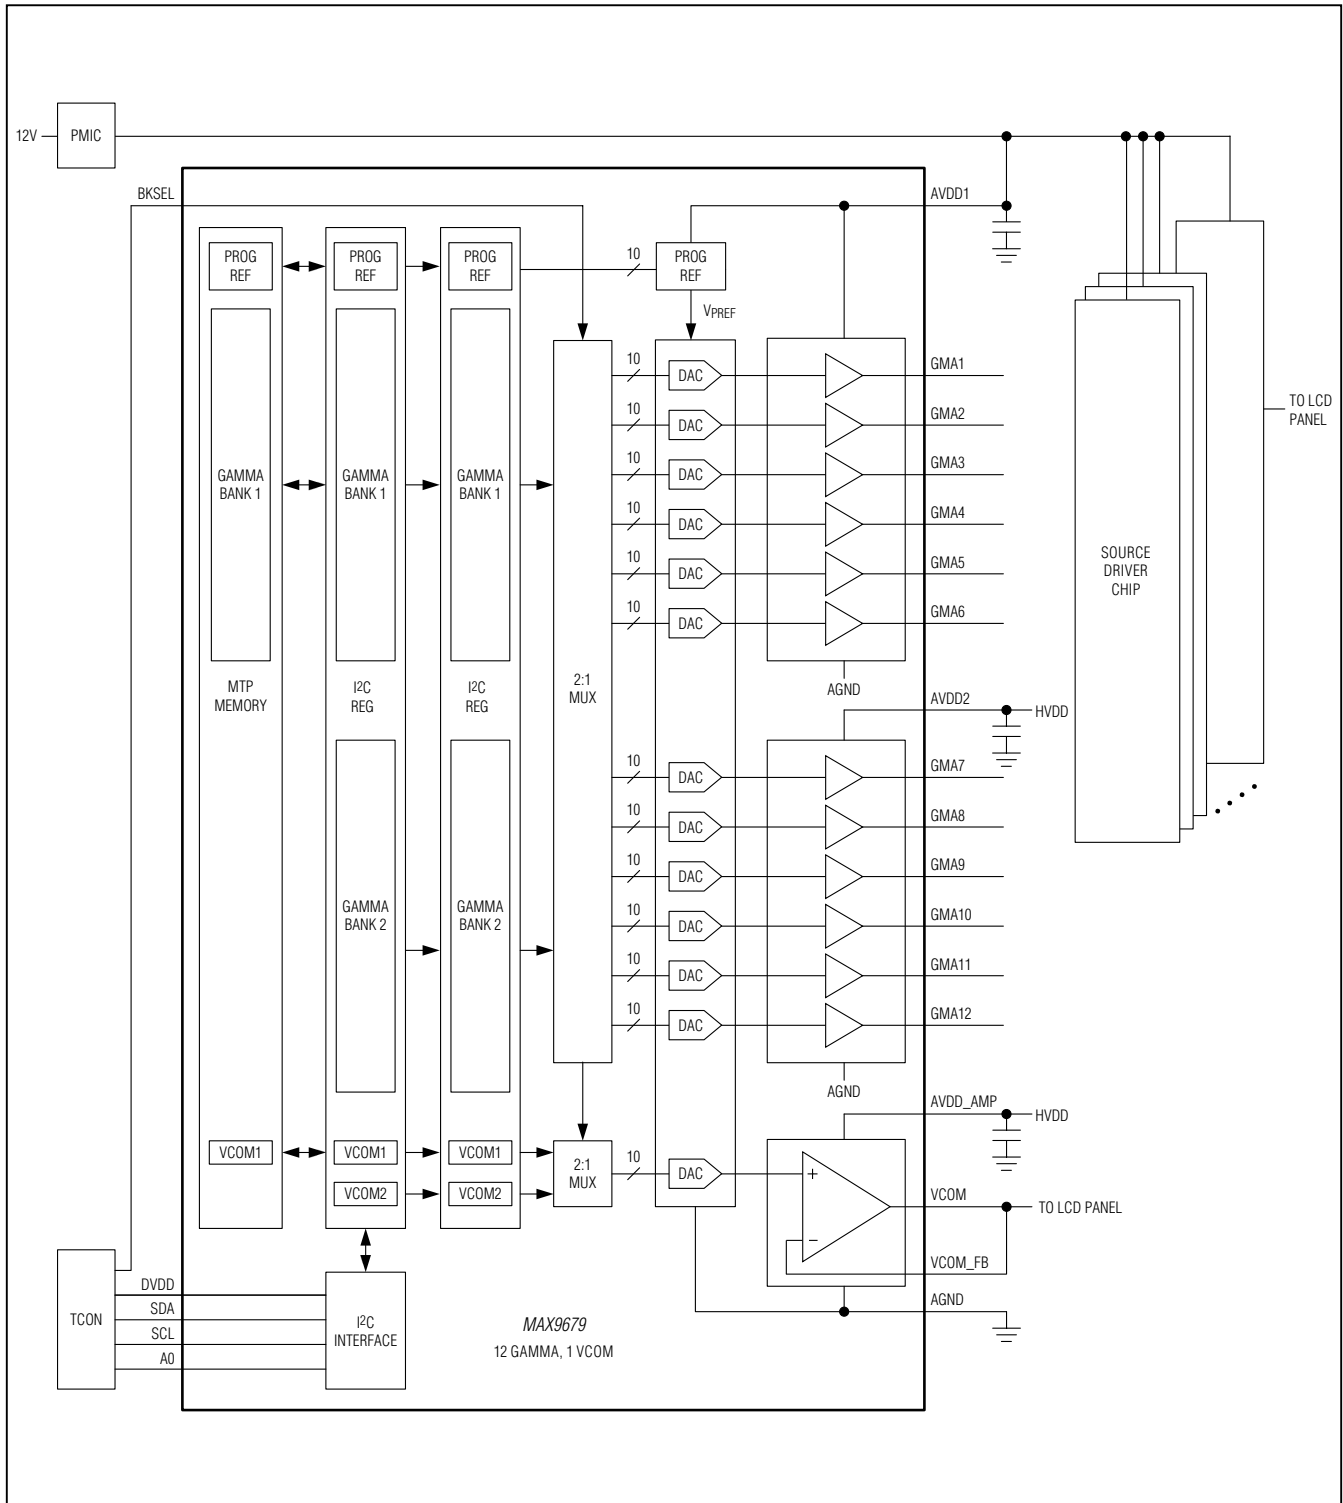 12V
PMIC
BKSEL
AVDD1
PROG
REF
PROG
REF
PROG
REF
10
PROG
REF
VPREF
GAMMA
BANK 1
GAMMA
BANK 1
GAMMA
BANK 1
MTP
MEMORY
I2C
REG
I2C
REG
GAMMA
BANK 2
GAMMA
BANK 2
VCOM1
VCOM1
VCOM2
VCOM1
VCOM2
2:1
MUX
2:1
MUX
10
DAC
GMA1
10
DAC
GMA2
10
DAC
GMA3
10
DAC
GMA4
10
DAC
GMA5
10
DAC
GMA6
AGND
AVDD2
HVDD
10
DAC
GMA7
10
DAC
GMA8
10
DAC
GMA9
10
DAC
GMA10
10
DAC
GMA11
10
DAC
GMA12
AGND
AVDD_AMP
HVDD
10
DAC
+
−
VCOM
TO LCD PANEL
VCOM_FB
AGND
SOURCE
DRIVER
CHIP
TO LCD
PANEL
TCON
DVDD
SDA
SCL
A0
I2C
INTERFACE
MAX9679
12 GAMMA, 1 VCOM